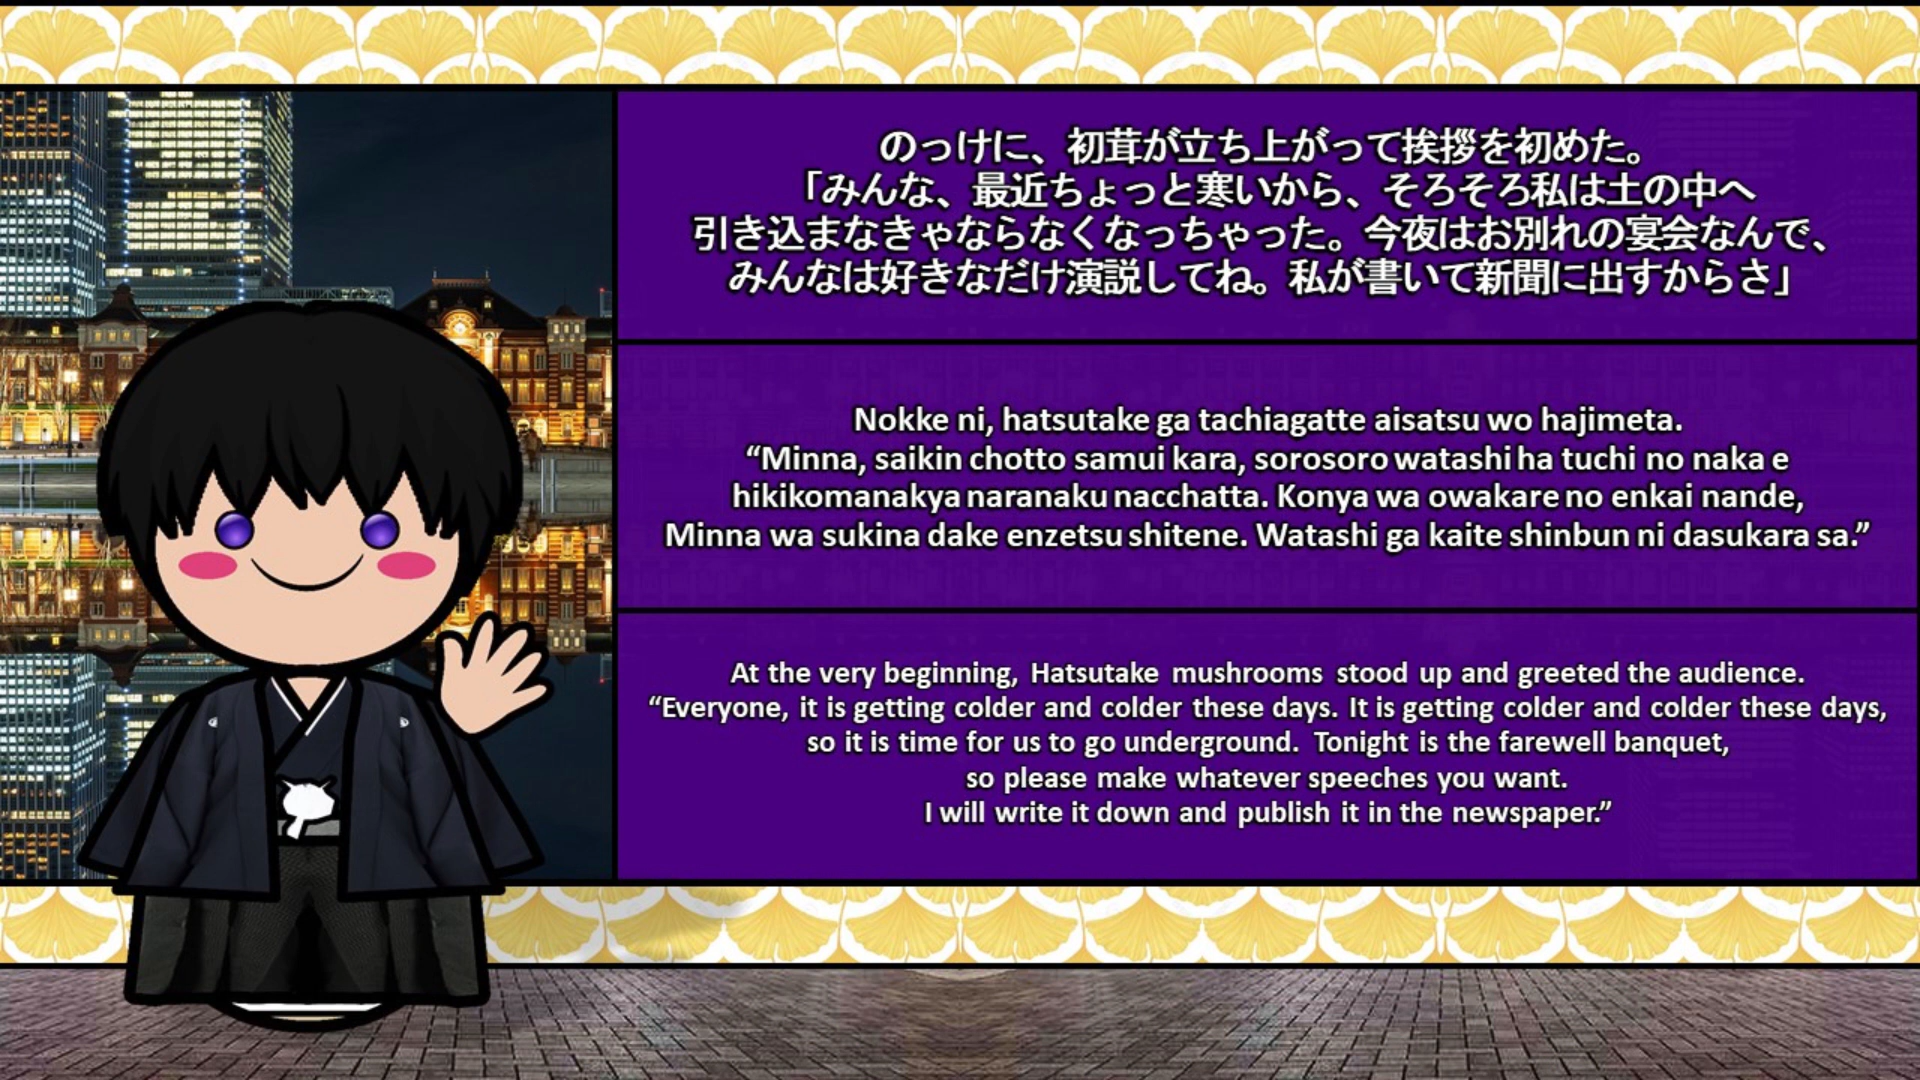 のっけに、初茸が立ち上がって挨拶を初めた。
「みんな、最近ちょっと寒いから、そろそろ私は土の中へ
引き込まなきゃならなくなっちゃった。今夜はお別れの宴会なんで、
みんなは好きなだけ演説してね。私が書いて新聞に出すからさ」
Nokke ni, hatsutake ga tachiagatte aisatsu wo hajimeta.
“Minna, saikin chotto samui kara, sorosoro watashi ha tuchi no naka e
hikikomanakya naranaku nacchatta. Konya wa owakare no enkai nande,
Minna wa sukina dake enzetsu shitene. Watashi ga kaite shinbun ni dasukara sa.”
At the very beginning, Hatsutake mushrooms stood up and greeted the audience.
“Everyone, it is getting colder and colder these days. It is getting colder and colder these days,
so it is time for us to go underground. Tonight is the farewell banquet,
so please make whatever speeches you want.
I will write it down and publish it in the newspaper.”